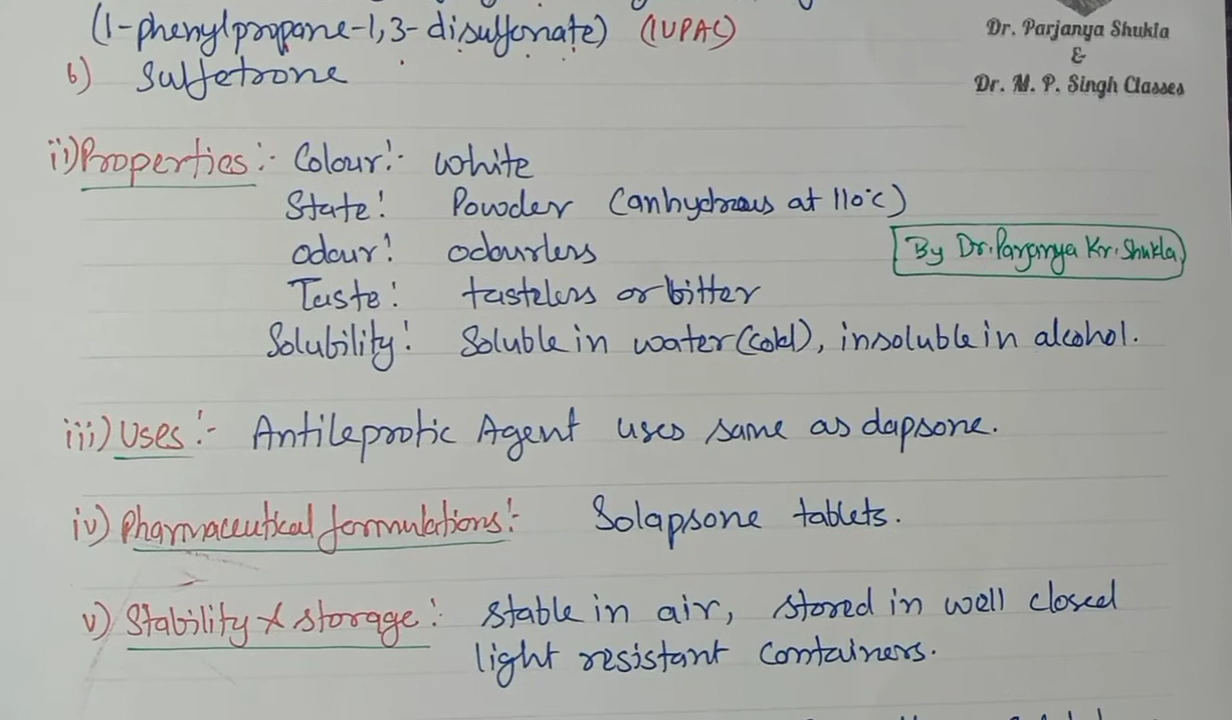 (1-phenylpropane-1,3-disulfonate) (IUPAC)
Dr. Parjanya Shukla
&
Dr. M. P. Singh Classes
b) Sulfetrone
ii) Properties :- Colour :- White
State : Powder (anhydrous at 110°C)
Odour : odourless
By Dr. Parjanya Kr. Shukla
Taste : tasteless or bitter
Solubility : Soluble in water (cold), insoluble in alcohol.
iii) Uses :- Antileprotic Agent uses same as dapsone.
iv) Pharmaceutical formulations :- Solapsone tablets.
v) Stability & storage : Stable in air, stored in well closed
light resistant containers.